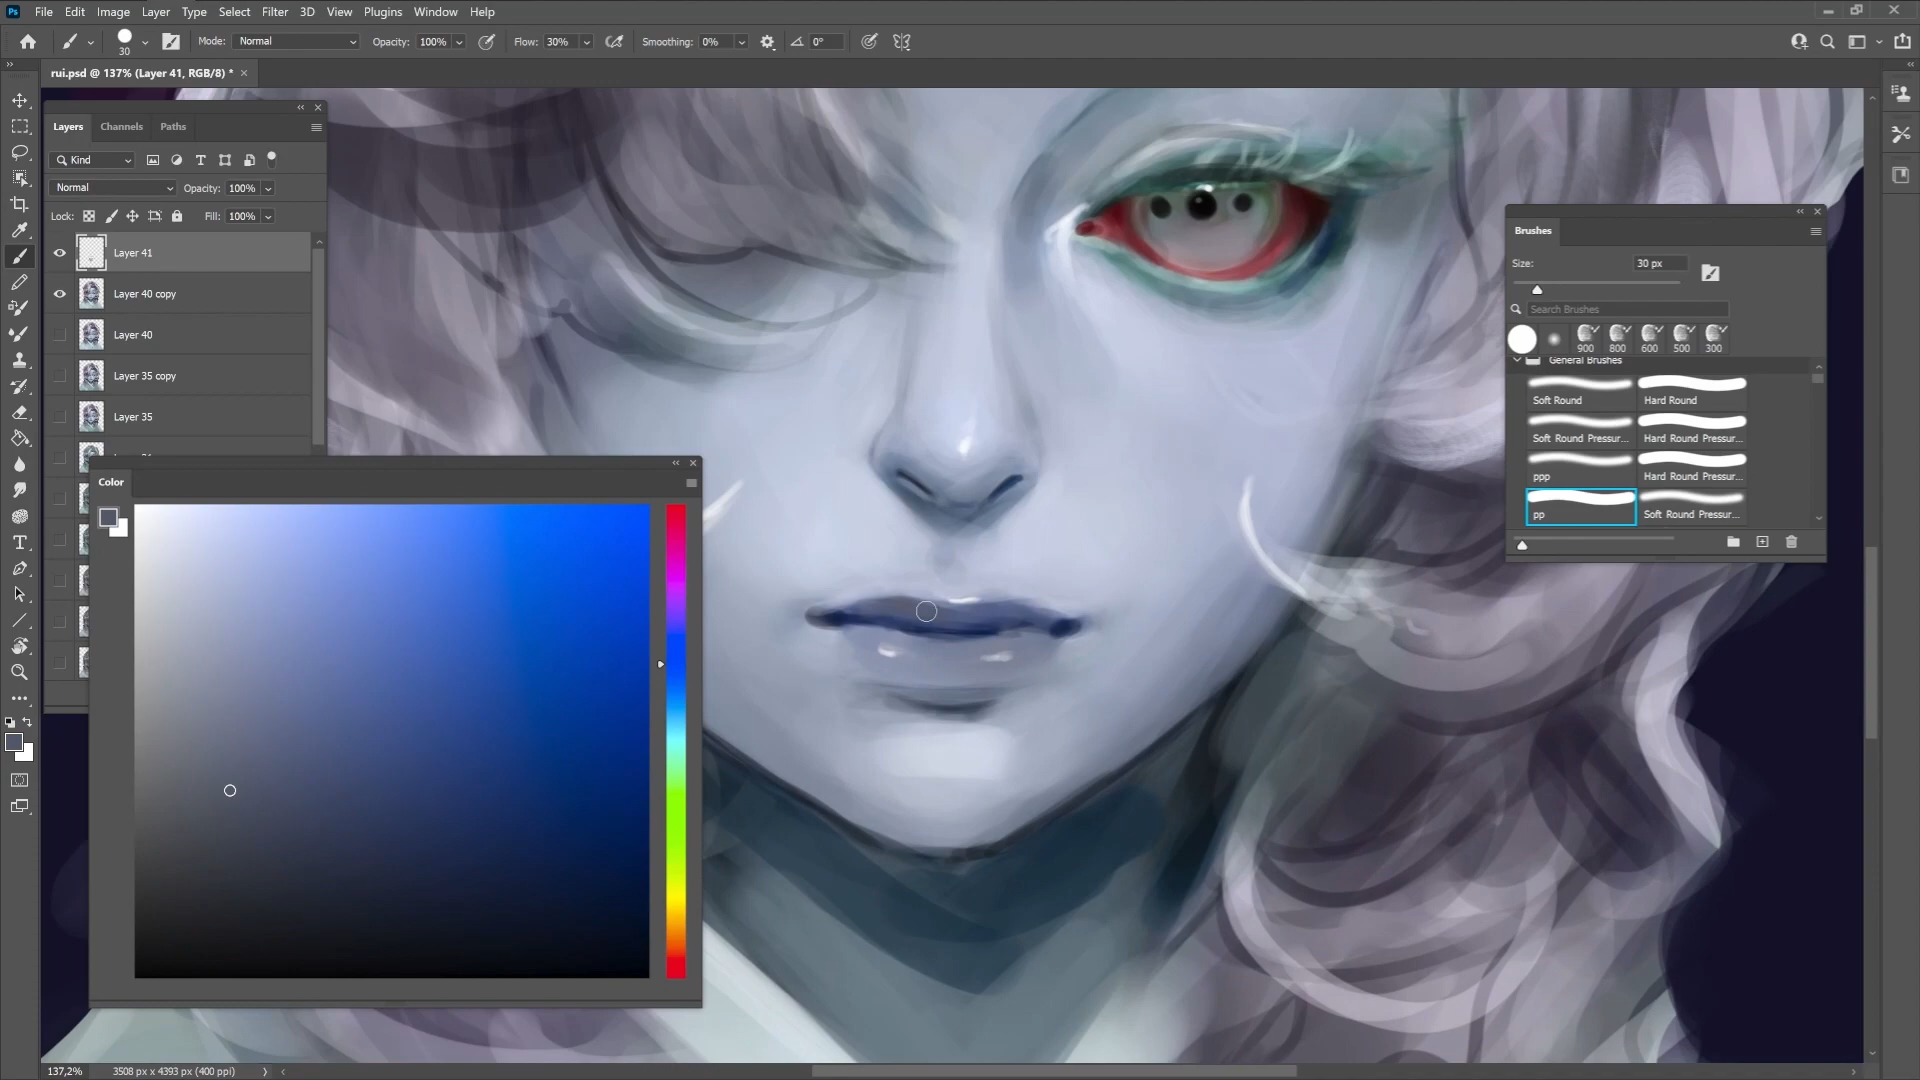 Ps File Edit Image Layer Type Select Filter 3D View Plugins Window Help
30 Mode: Normal Opacity: 100% Flow: 30% Smoothing: 0% 0°
rui.psd @ 137% (Layer 41, RGB/8) * ×
Layers Channels Paths
Kind
Normal Opacity: 100%
Lock: Fill: 100%
Layer 41
Layer 40 copy
Layer 40
Layer 35 copy
Layer 35
Color
Brushes
Size: 30 px
Search Brushes
900 800 600 500 300
General Brushes
Soft Round Hard Round
Soft Round Pressur... Hard Round Pressur...
ppp Hard Round Pressur...
pp Soft Round Pressur...
137,2% 3508 px x 4393 px (400 ppi)